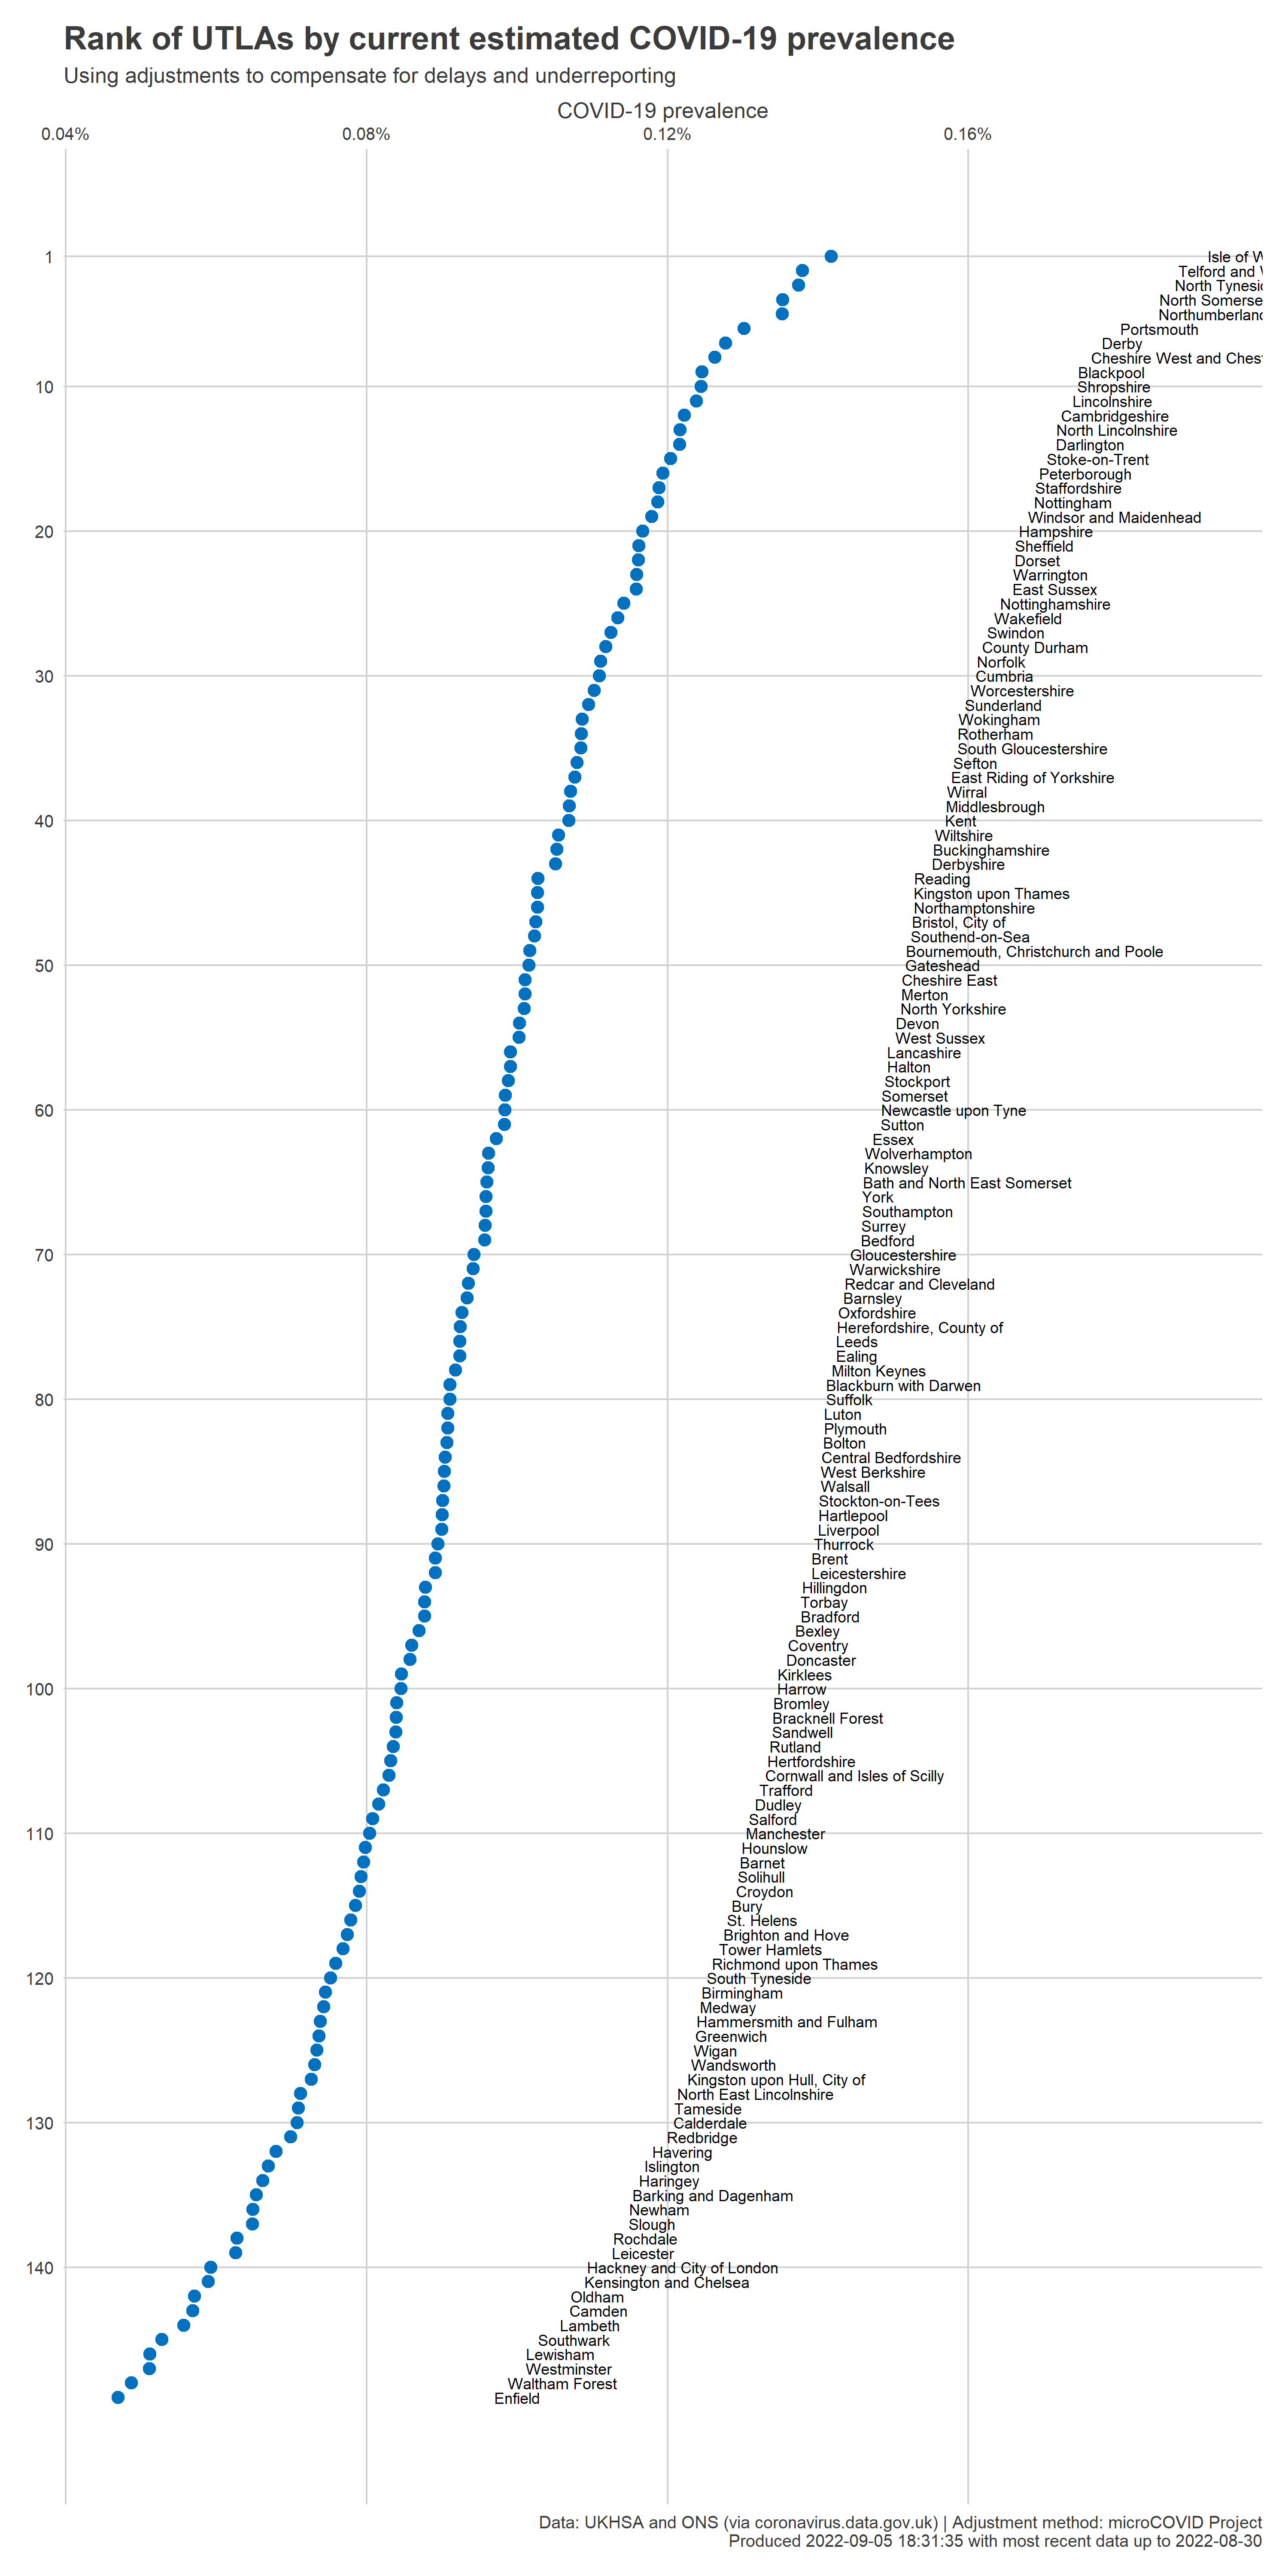 Rank of UTLAs by current estimated COVID-19 prevalence
Using adjustments to compensate for delays and underreporting
COVID-19 prevalence
0.04% 0.08% 0.12% 0.16%
1 Isle of W
Telford and
North Tynesi
North Somerse
Northumberland
Portsmouth
Derby
Cheshire West and Ches
Blackpool
10 Shropshire
Lincolnshire
Cambridgeshire
North Lincolnshire
Darlington
Stoke-on-Trent
Peterborough
Staffordshire
Nottingham
Windsor and Maidenhead
20 Hampshire
Sheffield
Dorset
Warrington
East Sussex
Nottinghamshire
Wakefield
Swindon
County Durham
Norfolk
30 Cumbria
Worcestershire
Sunderland
Wokingham
Rotherham
South Gloucestershire
Sefton
East Riding of Yorkshire
Wirral
Middlesbrough
40 Kent
Wiltshire
Buckinghamshire
Derbyshire
Reading
Kingston upon Thames
Northamptonshire
Bristol, City of
Southend-on-Sea
Bournemouth, Christchurch and Poole
50 Gateshead
Cheshire East
Merton
North Yorkshire
Devon
West Sussex
Lancashire
Halton
Stockport
Somerset
60 Newcastle upon Tyne
Sutton
Essex
Wolverhampton
Knowsley
Bath and North East Somerset
York
Southampton
Surrey
Bedford
70 Gloucestershire
Warwickshire
Redcar and Cleveland
Barnsley
Oxfordshire
Herefordshire, County of
Leeds
Ealing
Milton Keynes
Blackburn with Darwen
80 Suffolk
Luton
Plymouth
Bolton
Central Bedfordshire
West Berkshire
Walsall
Stockton-on-Tees
Hartlepool
Liverpool
90 Thurrock
Brent
Leicestershire
Hillingdon
Torbay
Bradford
Bexley
Coventry
Doncaster
Kirklees
100 Harrow
Bromley
Bracknell Forest
Sandwell
Rutland
Hertfordshire
Cornwall and Isles of Scilly
Trafford
Dudley
Salford
110 Manchester
Hounslow
Barnet
Solihull
Croydon
Bury
St. Helens
Brighton and Hove
Tower Hamlets
Richmond upon Thames
120 South Tyneside
Birmingham
Medway
Hammersmith and Fulham
Greenwich
Wigan
Wandsworth
Kingston upon Hull, City of
North East Lincolnshire
Tameside
130 Calderdale
Redbridge
Havering
Islington
Haringey
Barking and Dagenham
Newham
Slough
Rochdale
Leicester
140 Hackney and City of London
Kensington and Chelsea
Oldham
Camden
Lambeth
Southwark
Lewisham
Westminster
Waltham Forest
Enfield
Data: UKHSA and ONS (via coronavirus.data.gov.uk) | Adjustment method: microCOVID Project
Produced 2022-09-05 18:31:35 with most recent data up to 2022-08-30